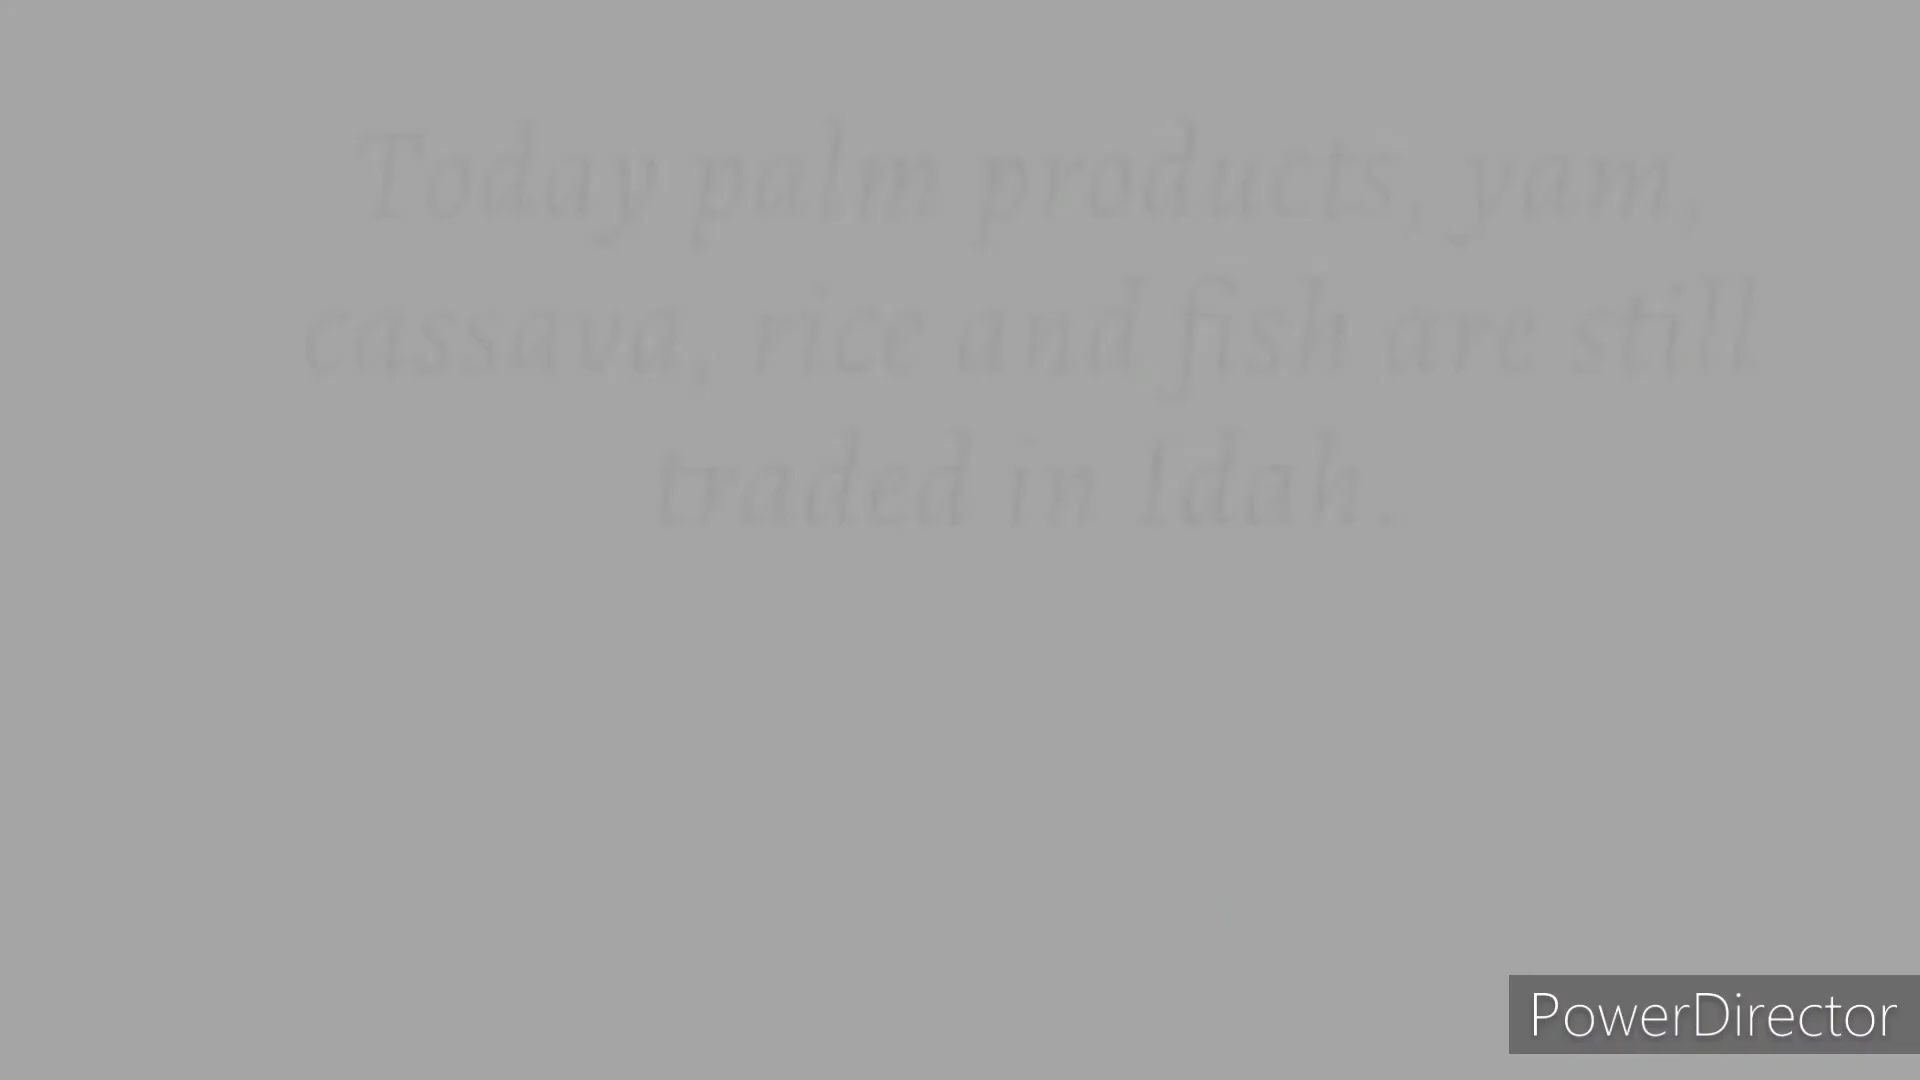 Today palm products, yam,
cassava, rice and fish are still
traded in Idah.
PowerDirector